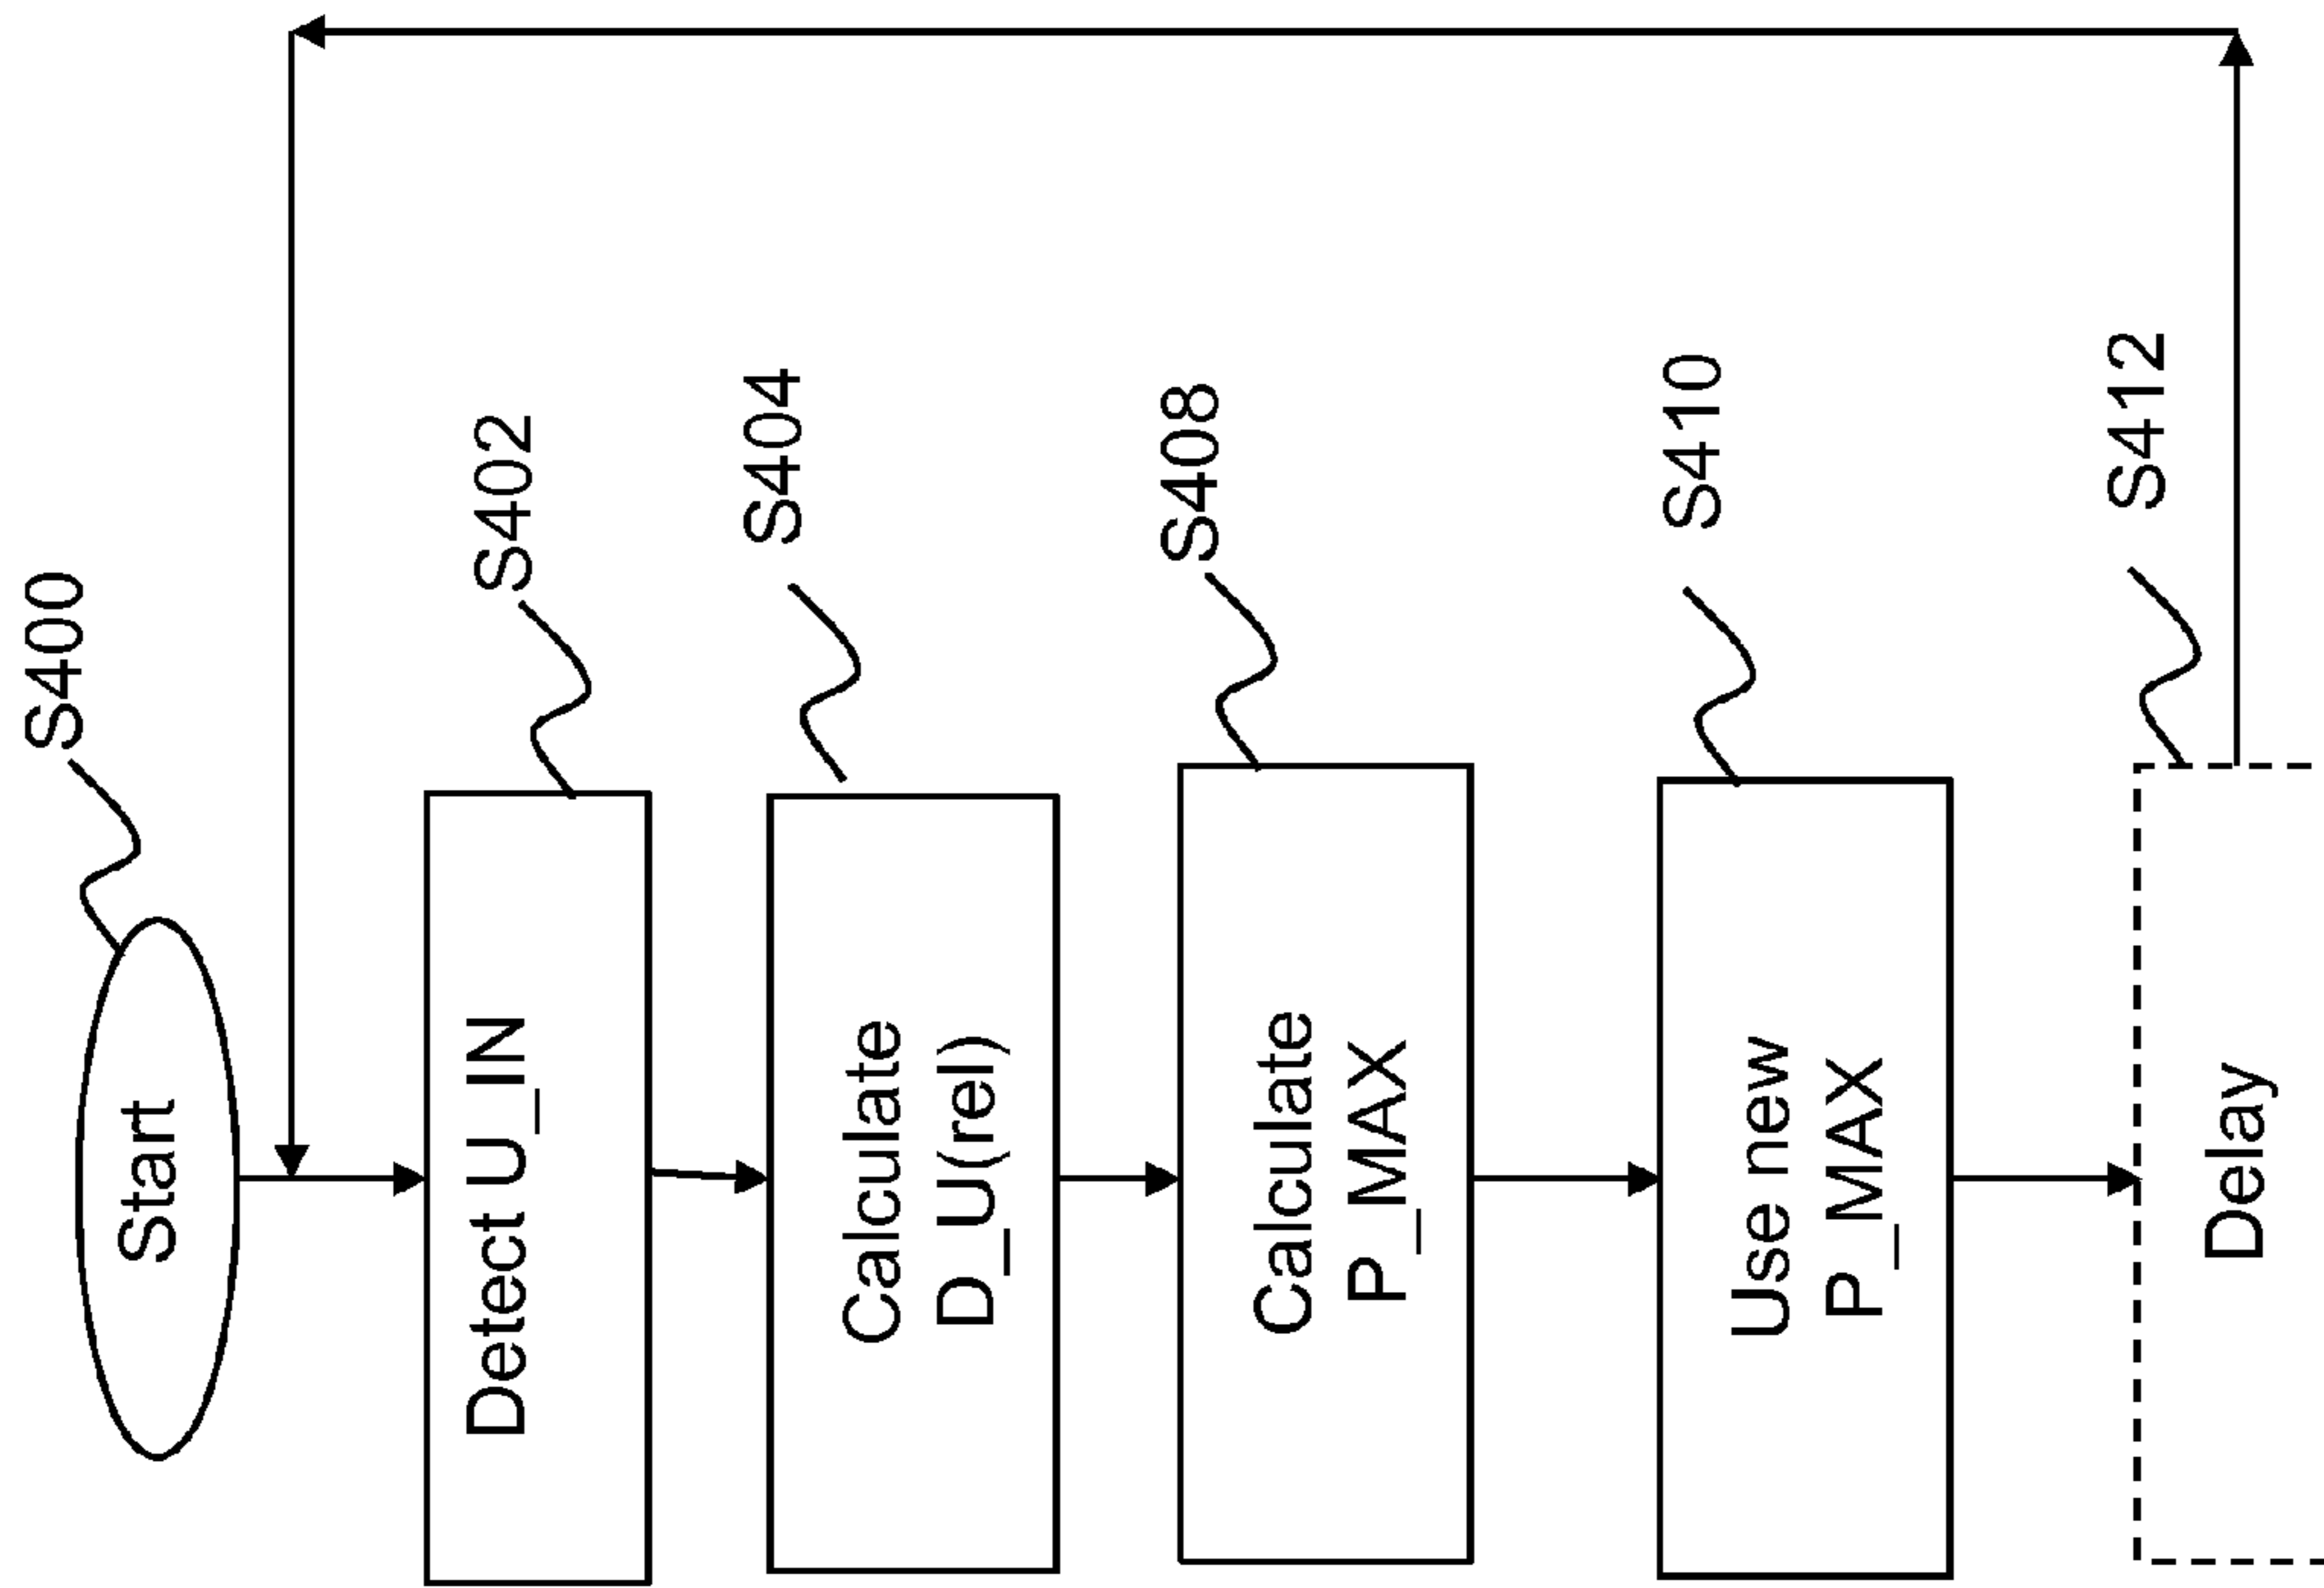 S400
Start
S402
Detect U_IN
S404
Calculate
D_U(rel)
S408
Calculate
P_MAX
S410
Use new
P_MAX
S412
Delay